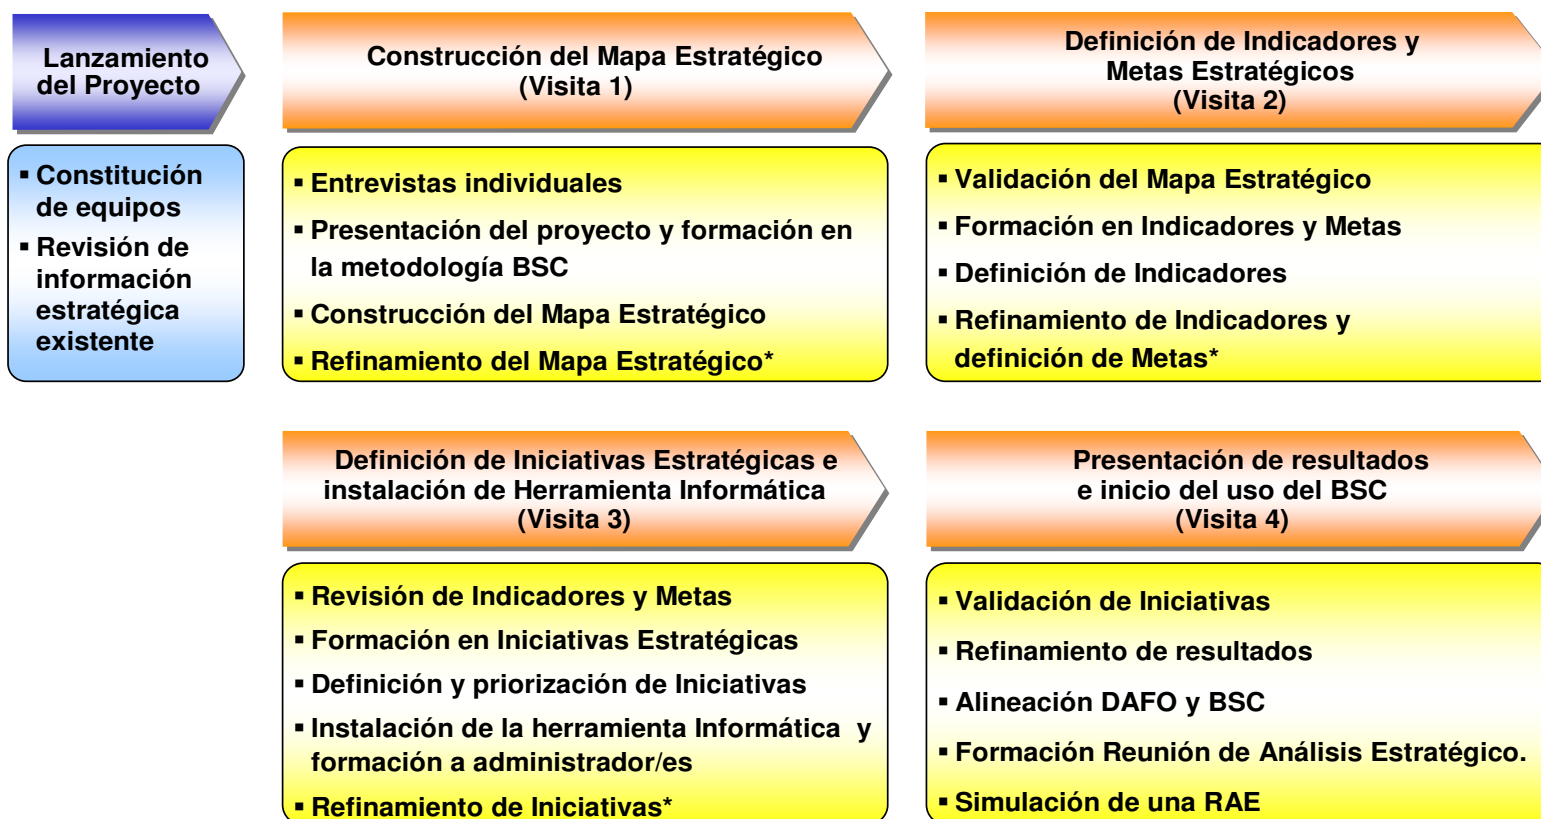 Lanzamiento
del Proyecto
▪ Constitución
de equipos
▪ Revisión de
información
estratégica
existente
Construcción del Mapa Estratégico
(Visita 1)
▪ Entrevistas individuales
▪ Presentación del proyecto y formación en
la metodología BSC
▪ Construcción del Mapa Estratégico
▪ Refinamiento del Mapa Estratégico*
Definición de Indicadores y
Metas Estratégicos
(Visita 2)
▪ Validación del Mapa Estratégico
▪ Formación en Indicadores y Metas
▪ Definición de Indicadores
▪ Refinamiento de Indicadores y
definición de Metas*
Definición de Iniciativas Estratégicas e
instalación de Herramienta Informática
(Visita 3)
▪ Revisión de Indicadores y Metas
▪ Formación en Iniciativas Estratégicas
▪ Definición y priorización de Iniciativas
▪ Instalación de la herramienta Informática y
formación a administrador/es
▪ Refinamiento de Iniciativas*
Presentación de resultados
e inicio del uso del BSC
(Visita 4)
▪ Validación de Iniciativas
▪ Refinamiento de resultados
▪ Alineación DAFO y BSC
▪ Formación Reunión de Análisis Estratégico.
▪ Simulación de una RAE